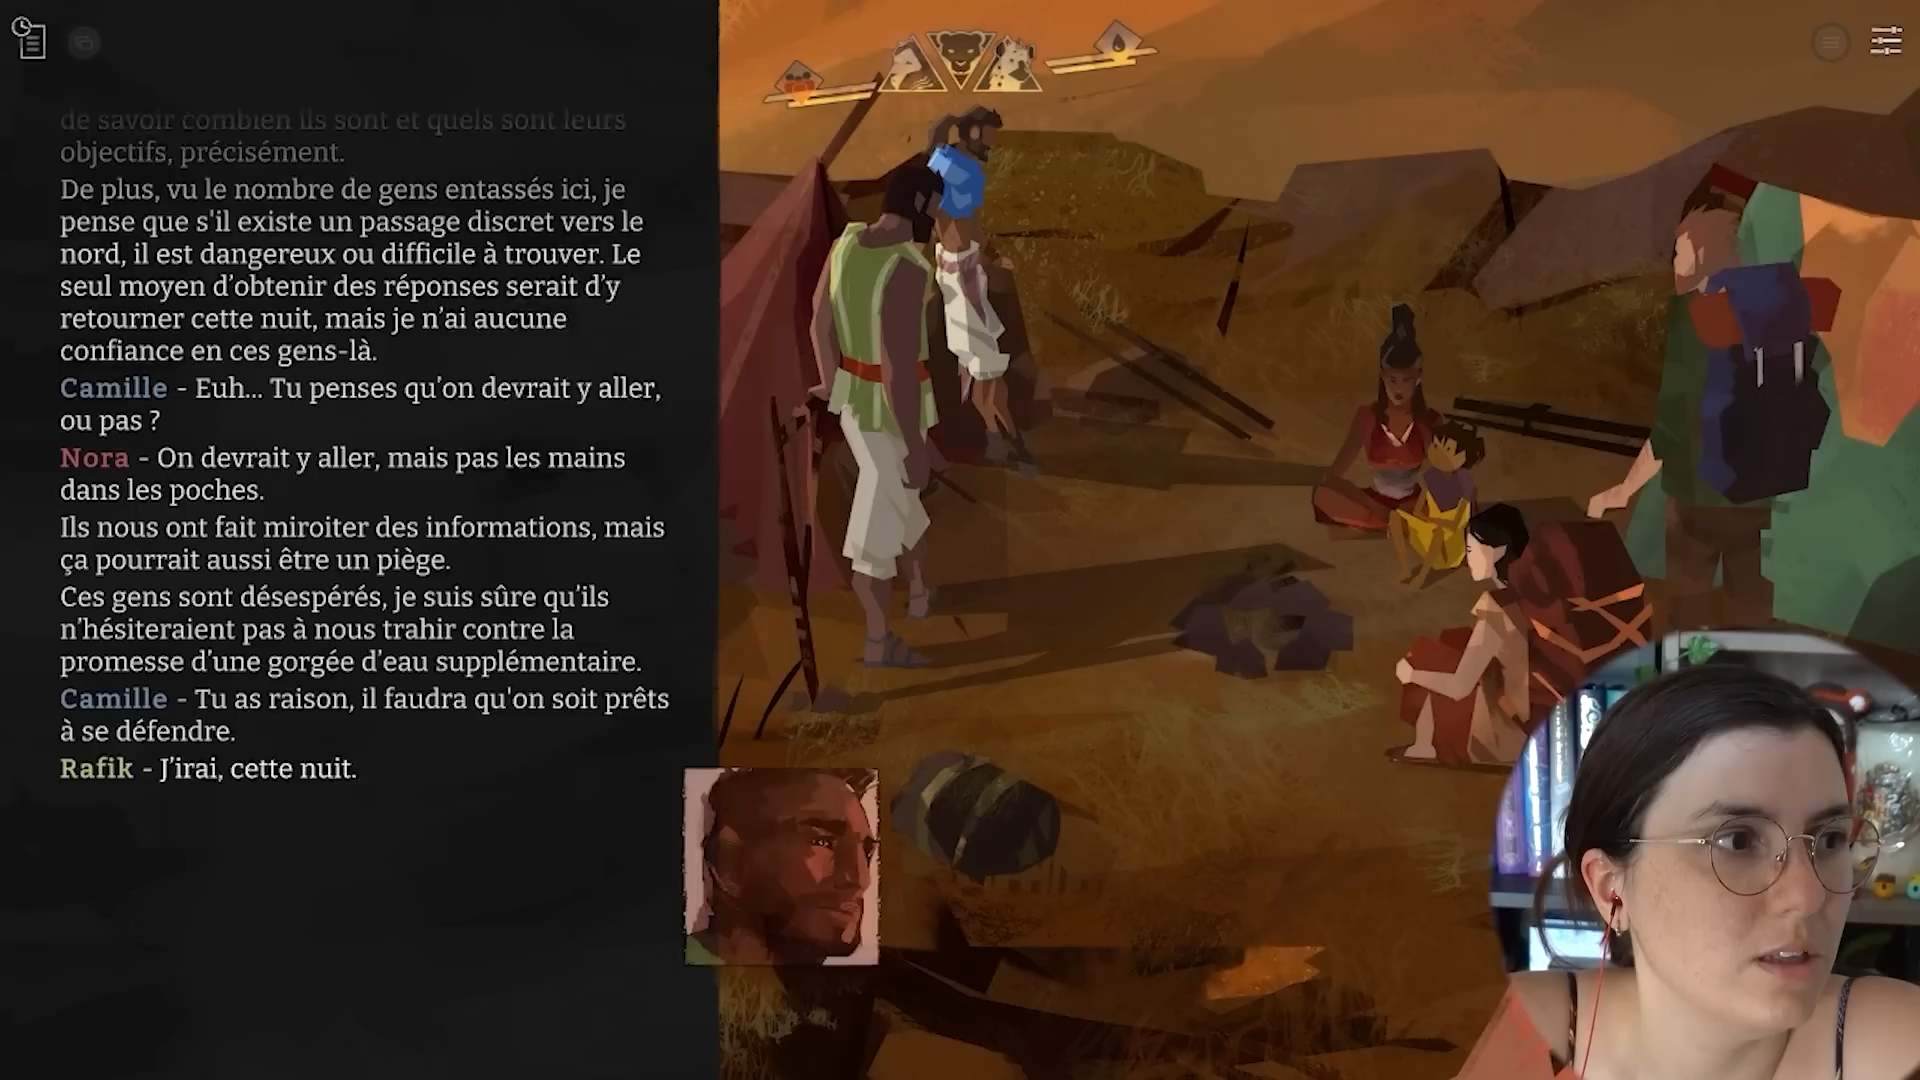 de savoir combien ils sont et quels sont leurs
objectifs, précisément.
De plus, vu le nombre de gens entassés ici, je
pense que s'il existe un passage discret vers le
nord, il est dangereux ou difficile à trouver. Le
seul moyen d’obtenir des réponses serait d’y
retourner cette nuit, mais je n’ai aucune
confiance en ces gens-là.
Camille - Euh... Tu penses qu’on devrait y aller,
ou pas ?
Nora - On devrait y aller, mais pas les mains
dans les poches.
Ils nous ont fait miroiter des informations, mais
ça pourrait aussi être un piège.
Ces gens sont désespérés, je suis sûre qu’ils
n’hésiteraient pas à nous trahir contre la
promesse d’une gorgée d’eau supplémentaire.
Camille - Tu as raison, il faudra qu'on soit prêts
à se défendre.
Rafik - J’irai, cette nuit.